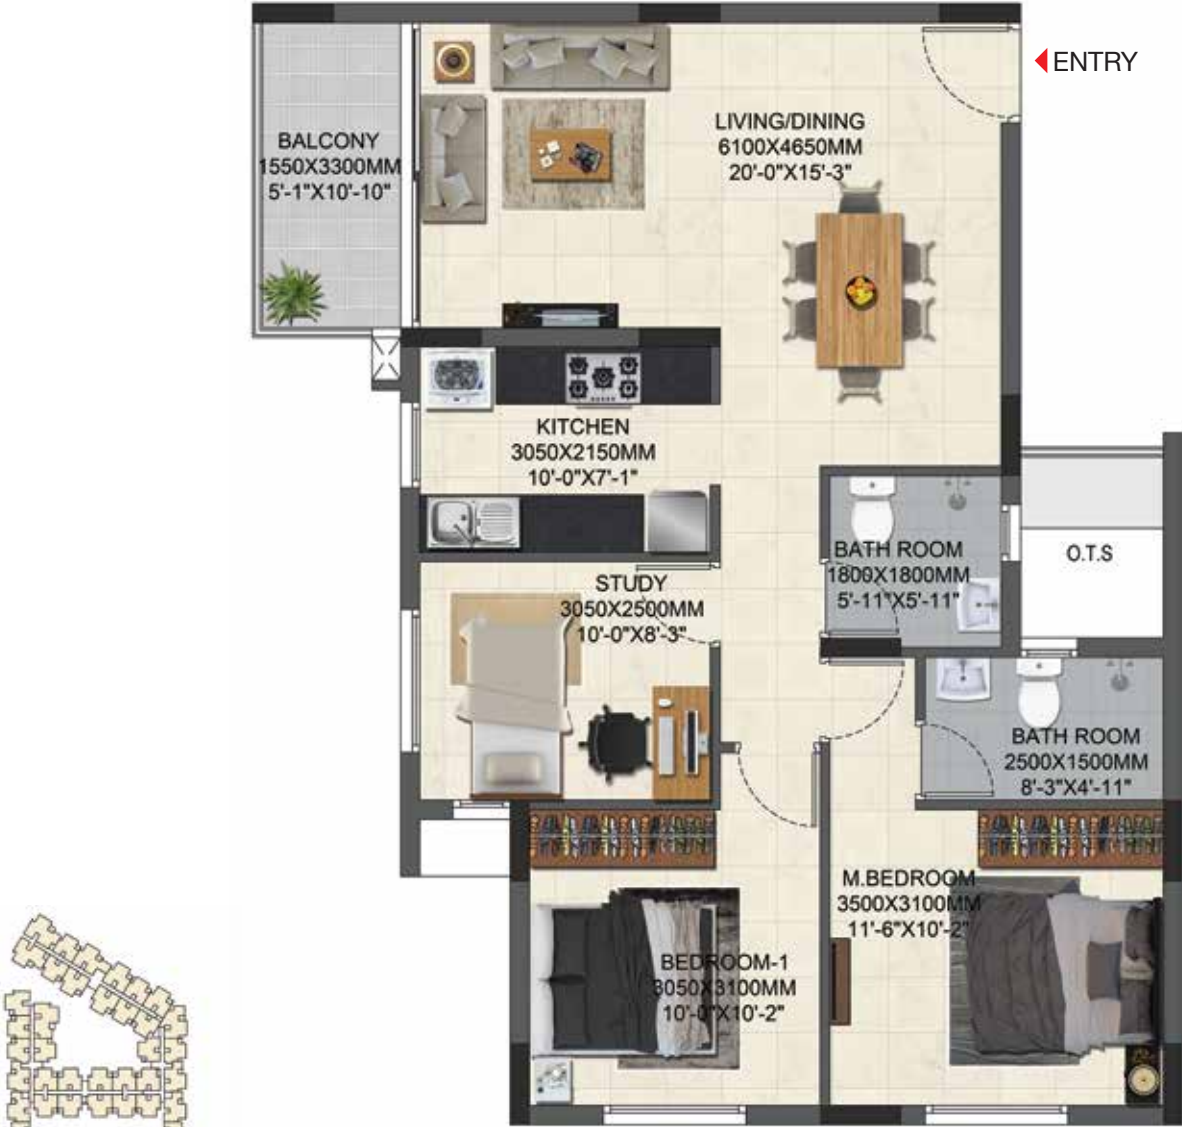 ENTRY
BALCONY
1550X3300MM
5'-1"X10'-10"
LIVING/DINING
6100X4650MM
20'-0"X15'-3"
KITCHEN
3050X2150MM
10'-0"X7'-1"
STUDY
3050X2500MM
10'-0"X8'-3"
BATH ROOM
1800X1800MM
5'-11"X5'-11"
O.T.S
BATH ROOM
2500X1500MM
8'-3"X4'-11"
M.BEDROOM
3500X3100MM
11'-6"X10'-2"
BEDROOM-1
3050X3100MM
10'-0"X10'-2"